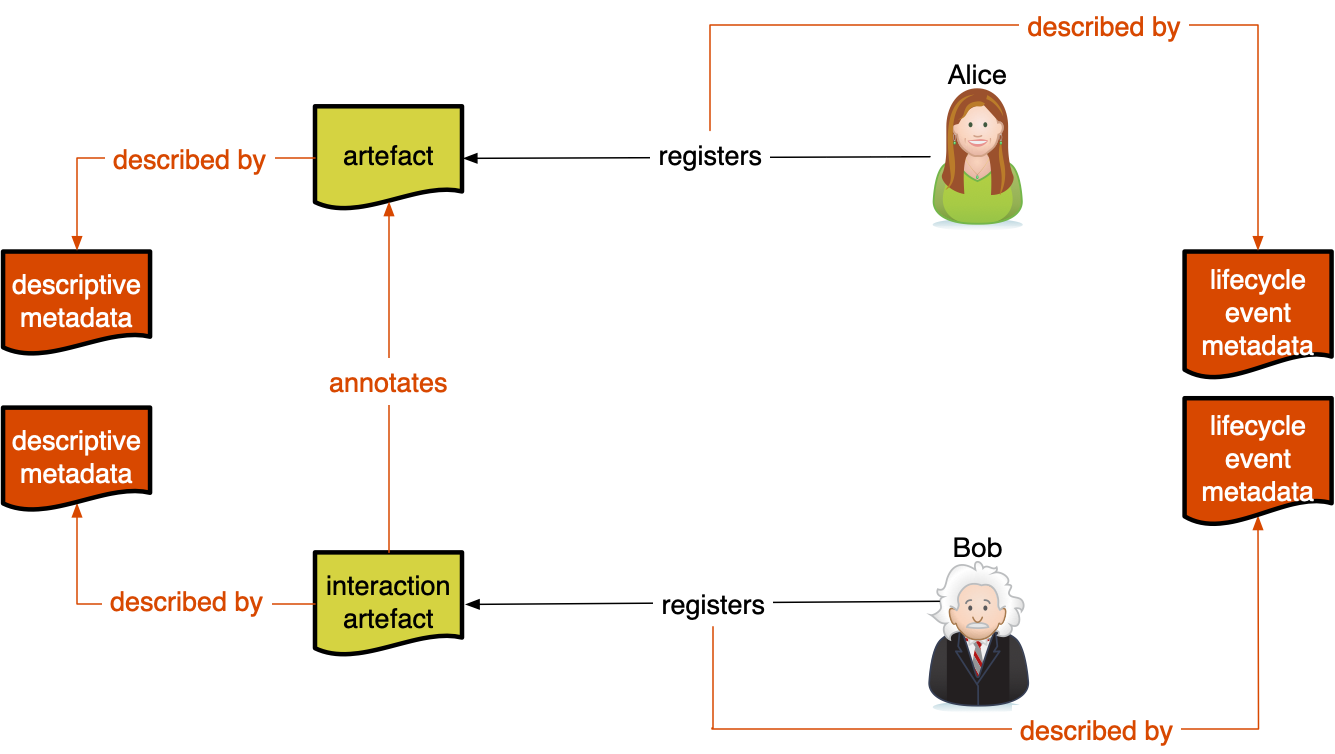 described by
Alice
described by
artefact
registers
descriptive
metadata
lifecycle
event
metadata
annotates
descriptive
metadata
lifecycle
event
metadata
Bob
described by
interaction
artefact
registers
described by